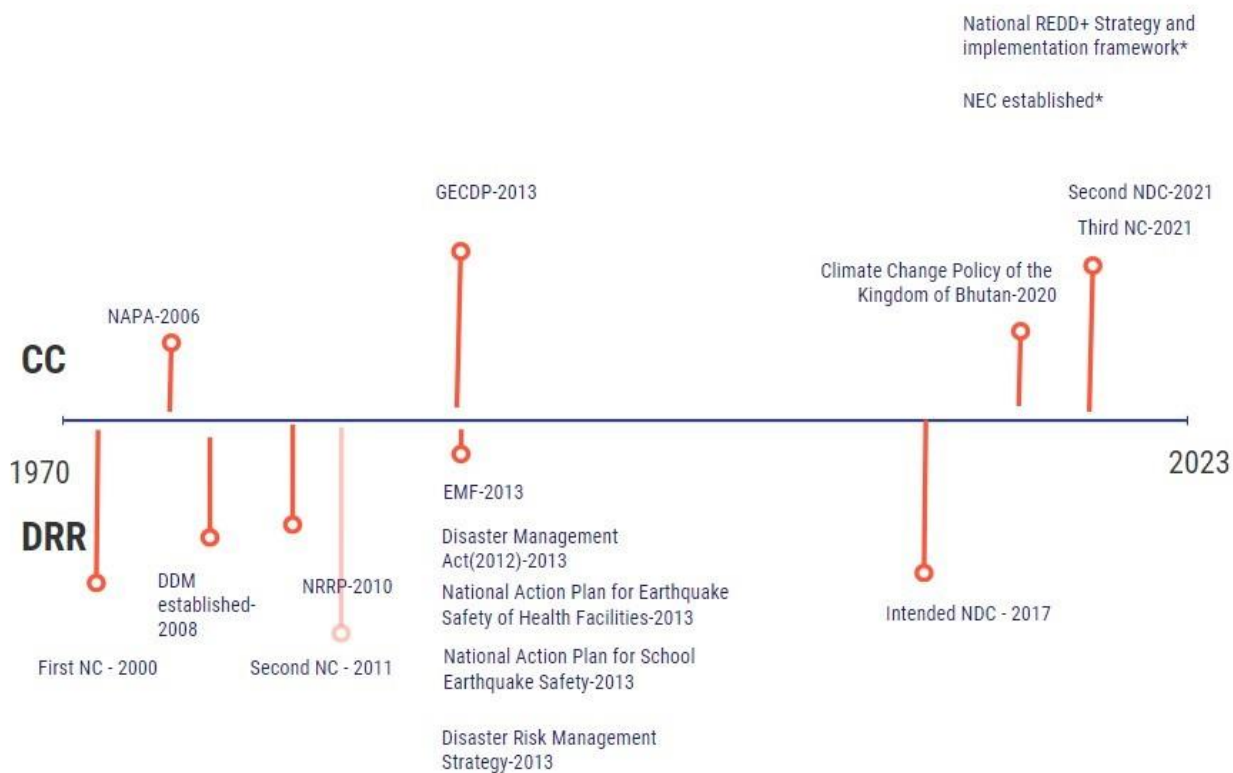 National REDD+ Strategy and
implementation framework*
NEC established*
GECDP-2013
Second NDC-2021
Third NC-2021
Climate Change Policy of the
Kingdom of Bhutan-2020
NAPA-2006
CC
1970
2023
DRR
EMF-2013
Disaster Management
Act(2012)-2013
DDM
established-
2008
NRRP-2010
National Action Plan for Earthquake
Safety of Health Facilities-2013
Intended NDC - 2017
First NC - 2000
Second NC - 2011
National Action Plan for School
Earthquake Safety-2013
Disaster Risk Management
Strategy-2013